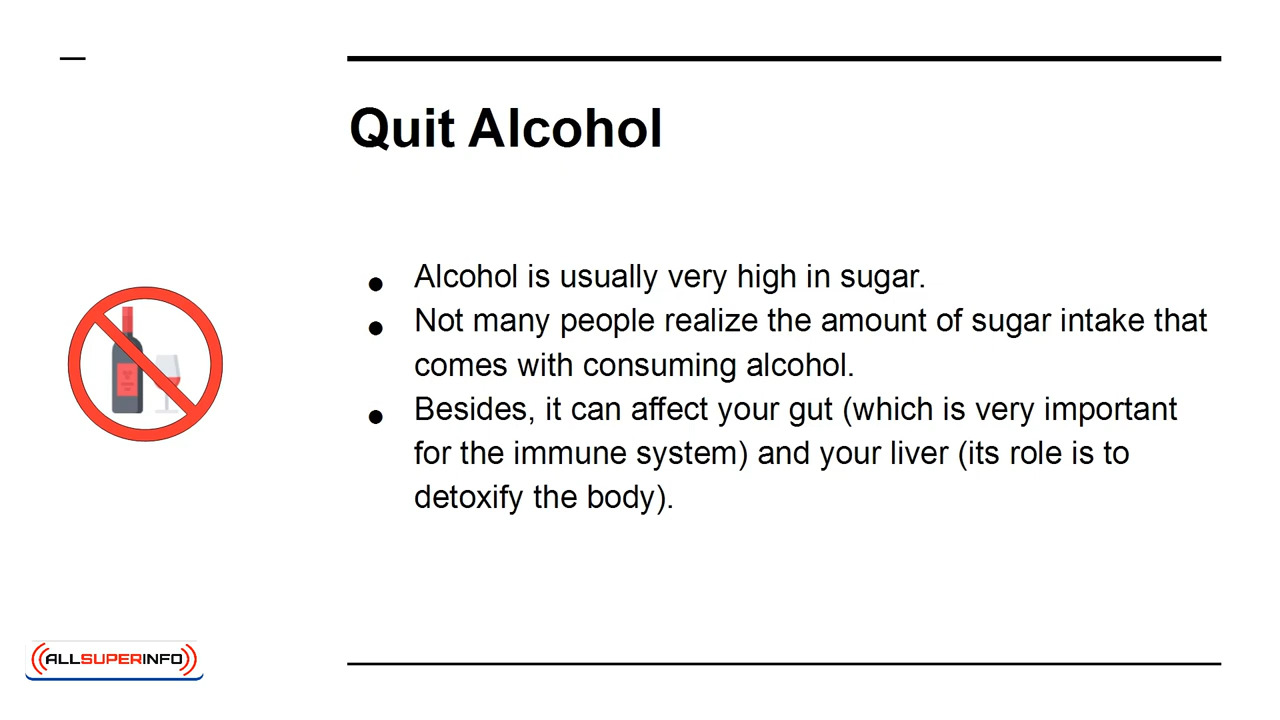 Quit Alcohol
● Alcohol is usually very high in sugar.
● Not many people realize the amount of sugar intake that
comes with consuming alcohol.
● Besides, it can affect your gut (which is very important
for the immune system) and your liver (its role is to
detoxify the body).
ALLSUPERINFO